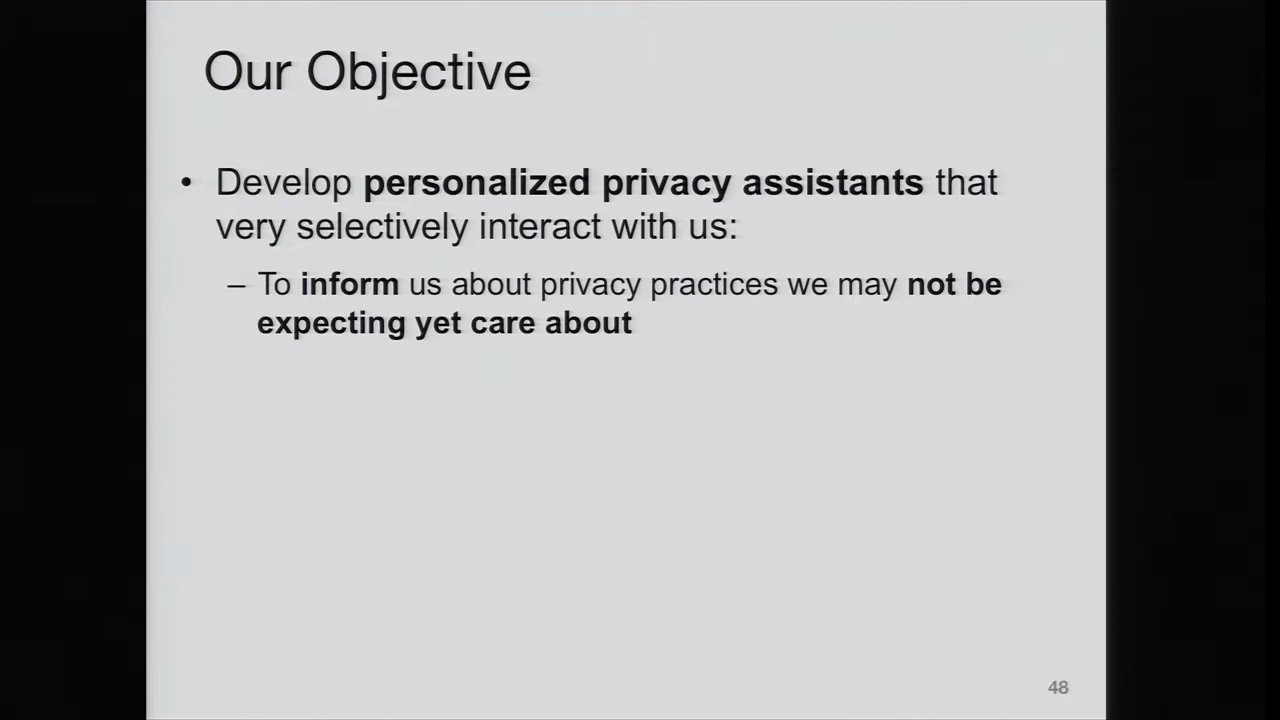 Our Objective
• Develop personalized privacy assistants that
very selectively interact with us:
– To inform us about privacy practices we may not be
expecting yet care about
48